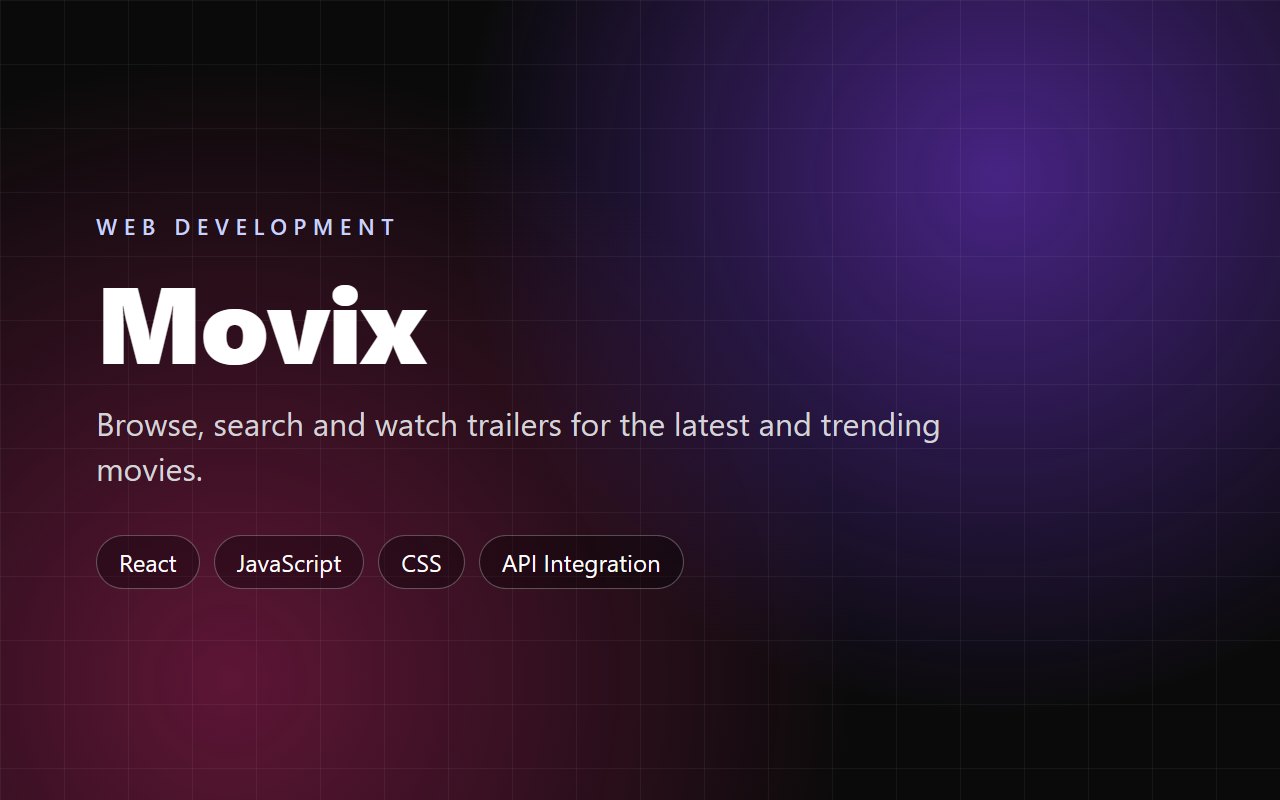 WEB DEVELOPMENT
Movix
Browse, search and watch trailers for the latest and trending
movies.
React JavaScript CSS API Integration